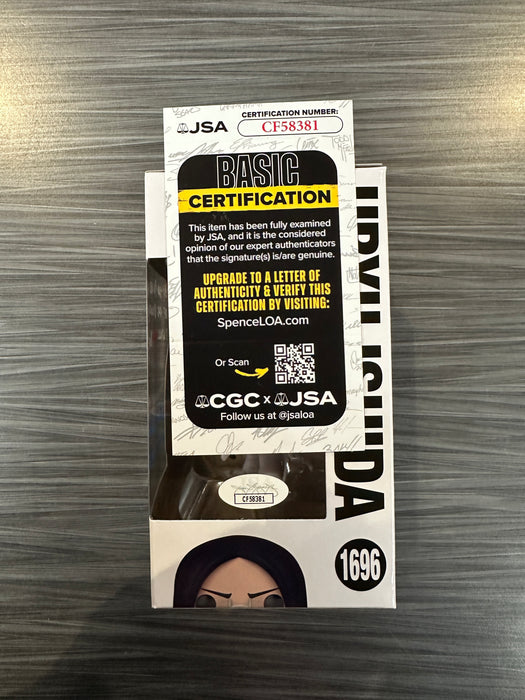 JSA
CERTIFICATION NUMBER:
CF58381
BASIC
CERTIFICATION
This item has been fully examined
by JSA, and it is the considered
opinion of our expert authenticators
that the signature(s) is/are genuine.
UPGRADE TO A LETTER OF
AUTHENTICITY & VERIFY THIS
CERTIFICATION BY VISITING:
SpenceLOA.com
Or Scan
CGC x JSA
Follow us at @jsaloa
CF58381
1696